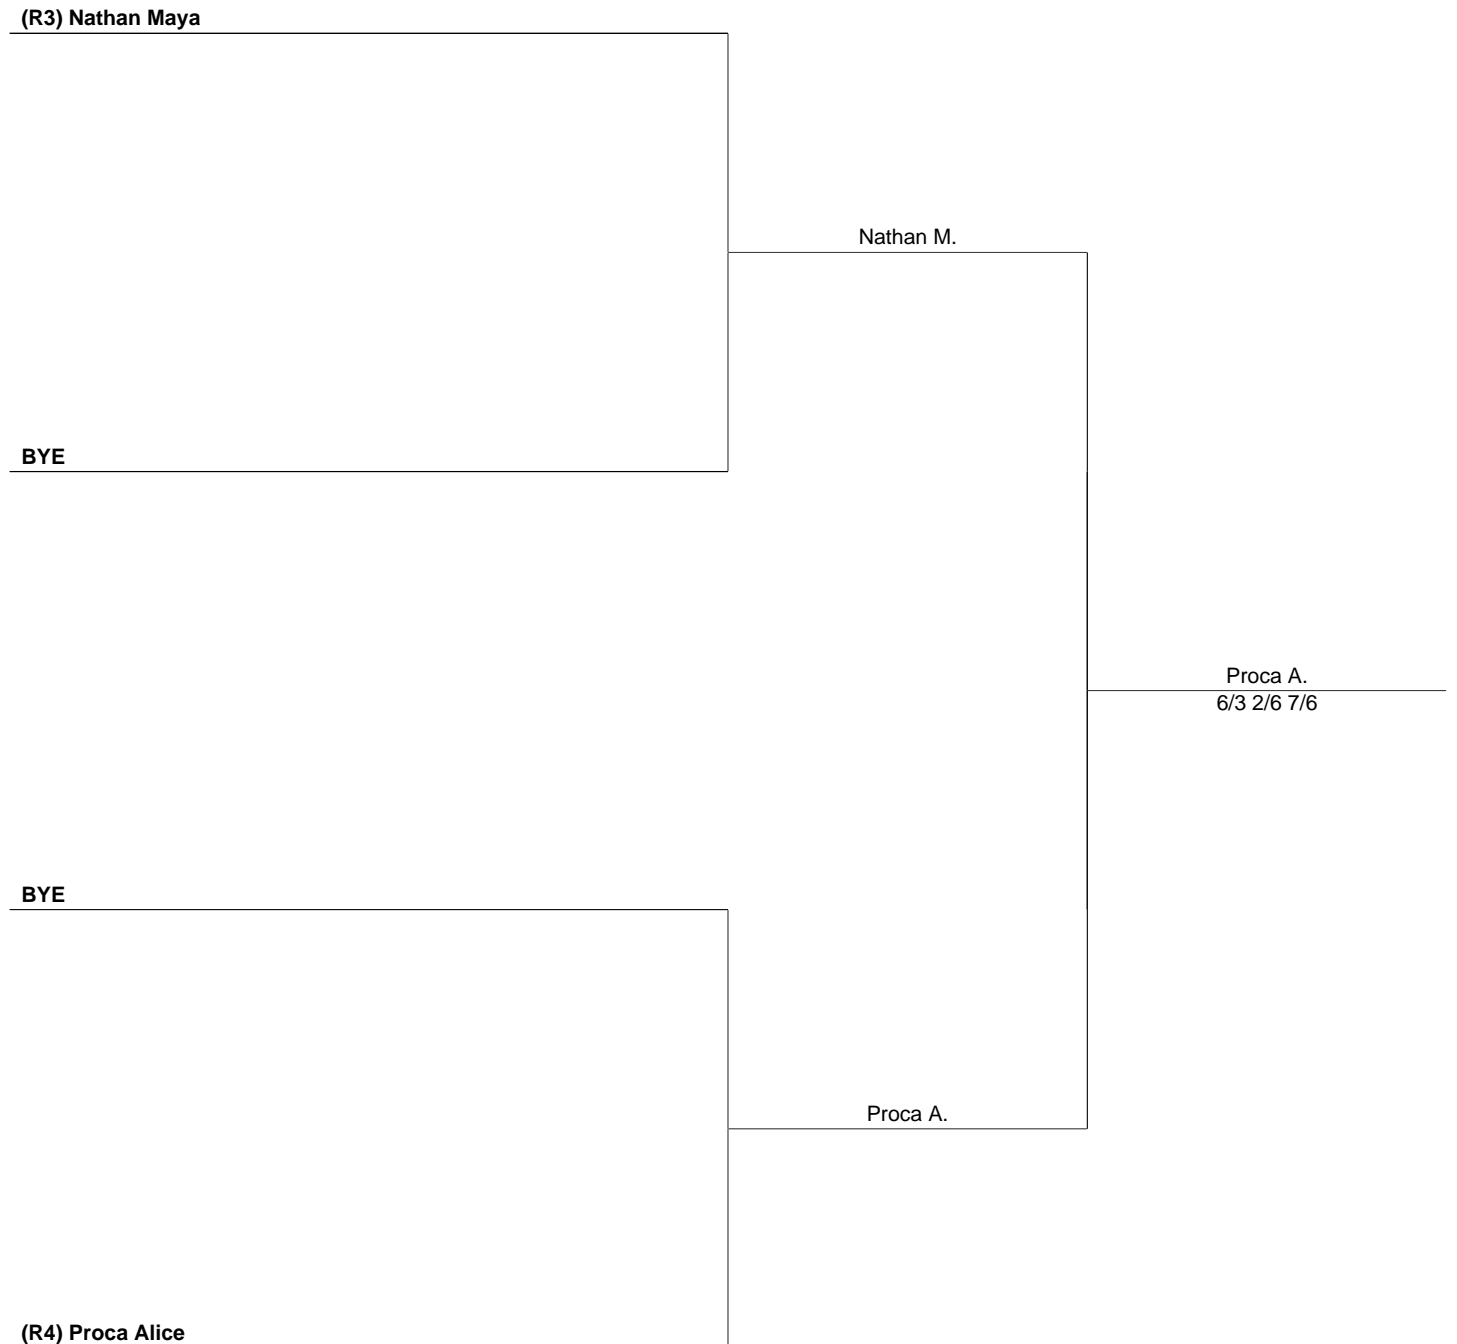 (R3) Nathan Maya
Nathan M.
BYE
Proca A.
6/3 2/6 7/6
BYE
Proca A.
(R4) Proca Alice